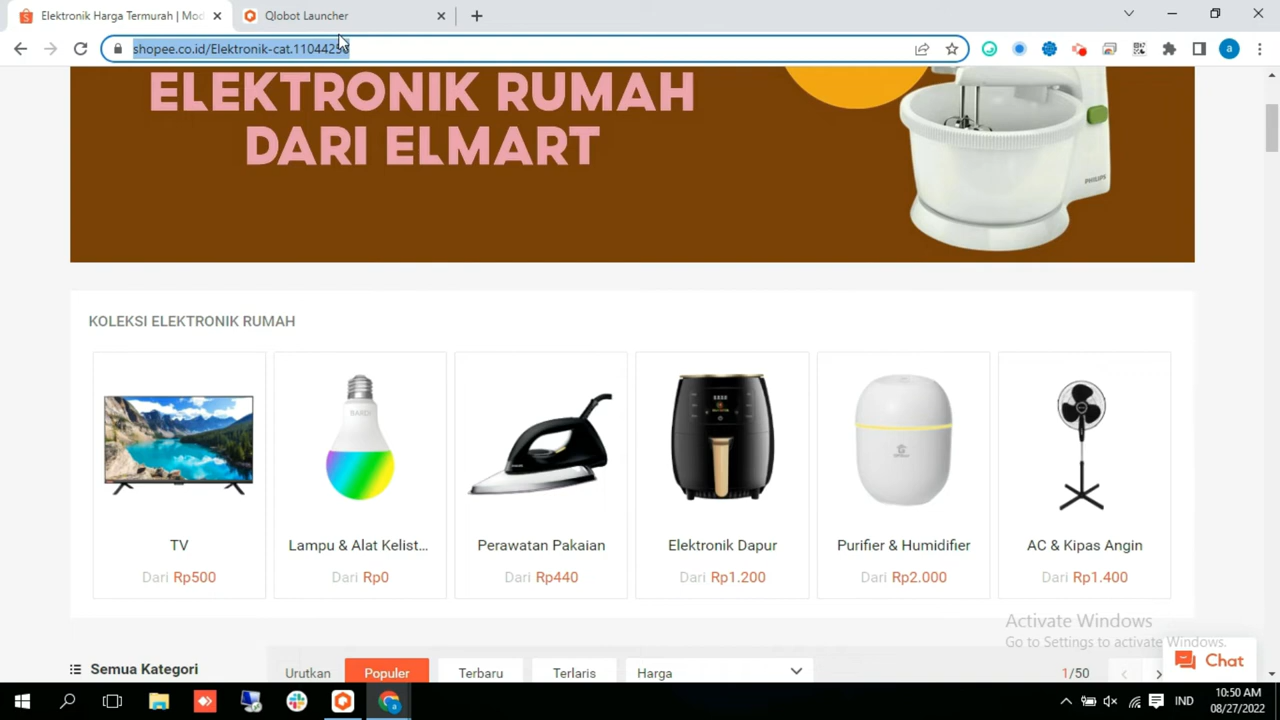 Elektronik Harga Termurah | Mod
Qlobot Launcher
shopee.co.id/Elektronik-cat.11044258
a
ELEKTRONIK RUMAH
DARI ELMART
PHILIPS
KOLEKSI ELEKTRONIK RUMAH
BARDI
TV
Lampu & Alat Kelist...
Perawatan Pakaian
Elektronik Dapur
Purifier & Humidifier
AC & Kipas Angin
Dari Rp500
Dari Rp0
Dari Rp440
Dari Rp1.200
Dari Rp2.000
Dari Rp1.400
Activate Windows
Go to Settings to activate Windows.
Chat
Semua Kategori
Urutkan
Populer
Terbaru
Terlaris
Harga
1/50
IND
10:50 AM
08/27/2022